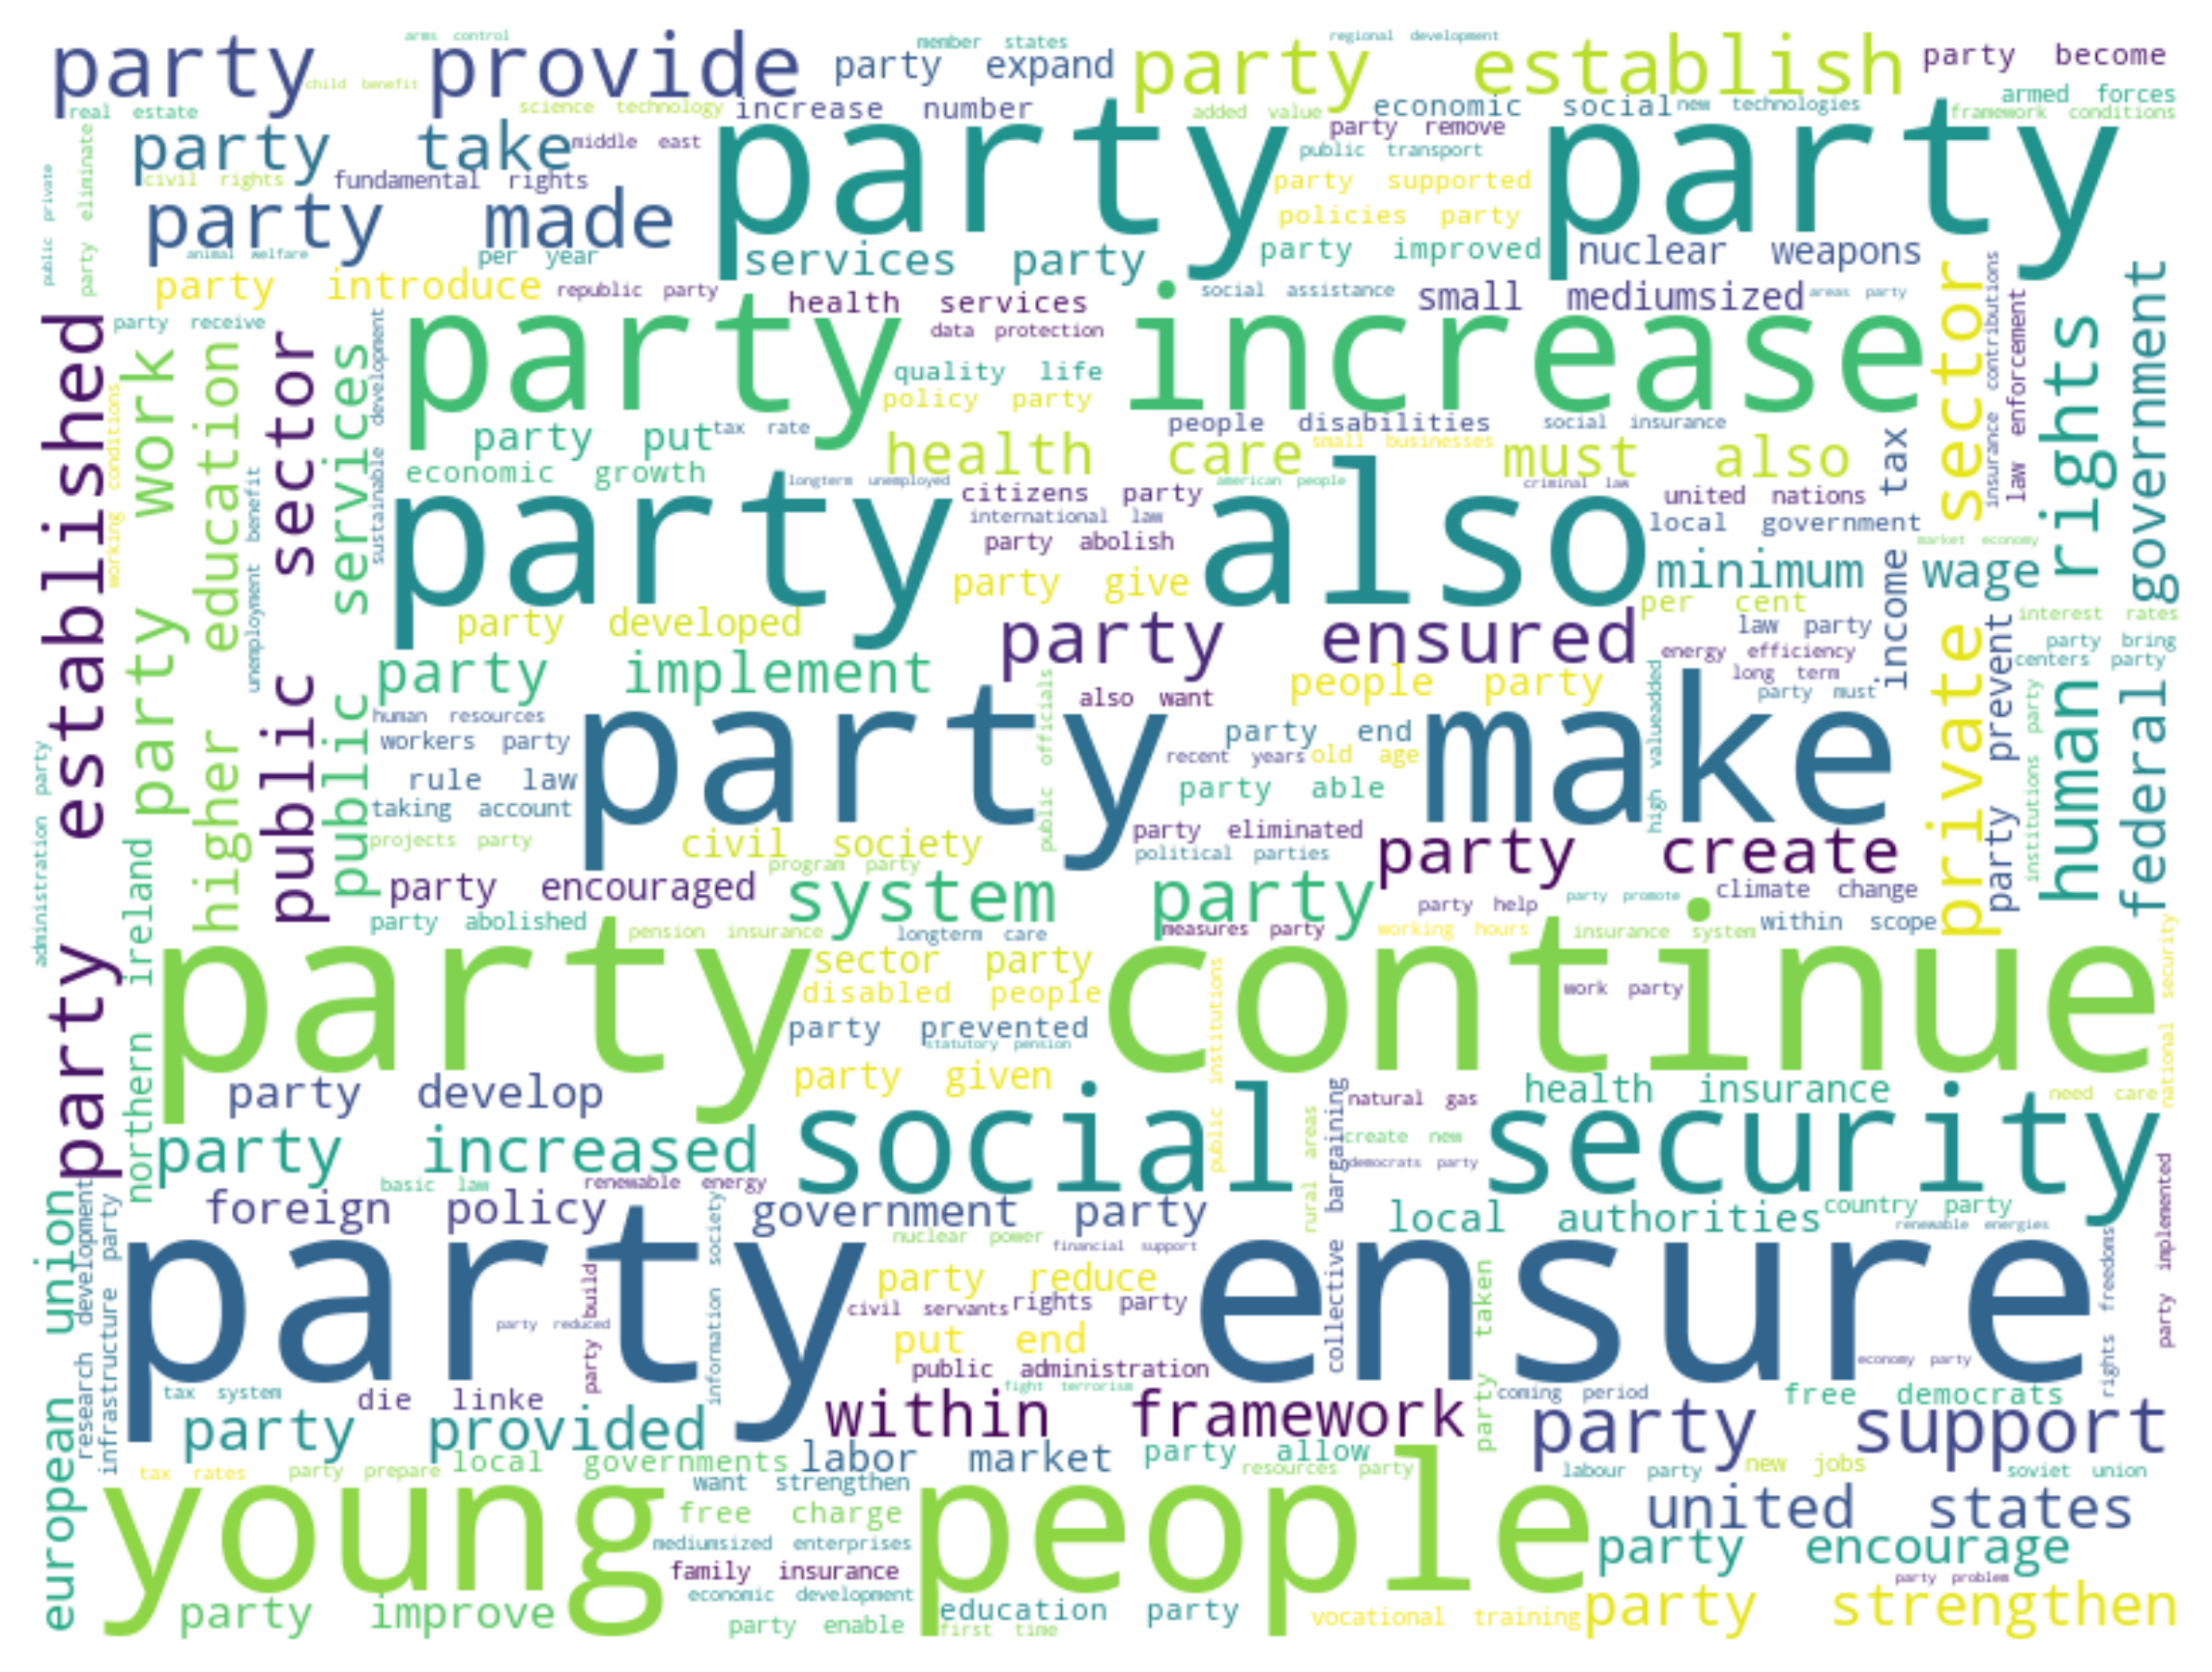 arms control
member states
regional development
party provide
party expand
party establish
party become
child benefit
real estate
science technology
increase number
added value
economic social
new technologies
armed forces
framework conditions
party take
middle east
party party
party remove
public transport
civil rights
fundamental rights
party supported
public private
party eliminate
party made
policies party
animal welfare
per year
services party
party improved
nuclear weapons
party introduce
republic party
health services
social assistance
small mediumsized
areas party
party receive
data protection
party increase
quality life
policy party
party established
party work
higher education
public sector
public services
sustainable development
working conditions
unemployment benefit
party put
tax rate
people disabilities
social insurance
health care
small businesses
must also
economic growth
longterm unemployed
american people
criminal law
citizens party
united nations
party also
international law
local government
party abolish
market economy
private sector
insurance contributions
law enforcement
human rights
federal government
income tax
party give
minimum wage
per cent
interest rates
party developed
party ensured
law party
party bring
energy efficiency
centers party
party implement
people party
long term
party must
also want
human resources
party make
workers party
party end
recent years
old age
public officials
high valueadded
party prevent
institutions party
rule law
party able
taking account
party eliminated
projects party
civil society
political parties
party create
program party
administration party
northern ireland
party encouraged
system party
party help
party promote
climate change
party abolished
pension insurance
longterm care
measures party
working hours
insurance system
within scope
party continue
sector party
disabled people
work party
national security
public institutions
party prevented
statutory pension
party given
party develop
natural gas
health insurance
need care
party increased
social security
create new
democrats party
rural areas
collective bargaining
basic law
renewable energy
foreign policy
government party
local authorities
country party
renewable energies
european union
research development
infrastructure party
nuclear power
financial support
party ensure
party reduce
party build
information society
party taken
rights freedoms
party implemented
civil servants
rights party
party reduced
put end
public administration
economy party
tax system
die linke
fight terrorism
coming period
free democrats
party provided
within framework
party support
tax rates
party prepare
local governments
labor market
party allow
resources party
labour party
new jobs
soviet union
want strengthen
young people
free charge
united states
mediumsized enterprises
party encourage
family insurance
party problem
economic development
party improve
education party
vocational training
party strengthen
party enable
first time